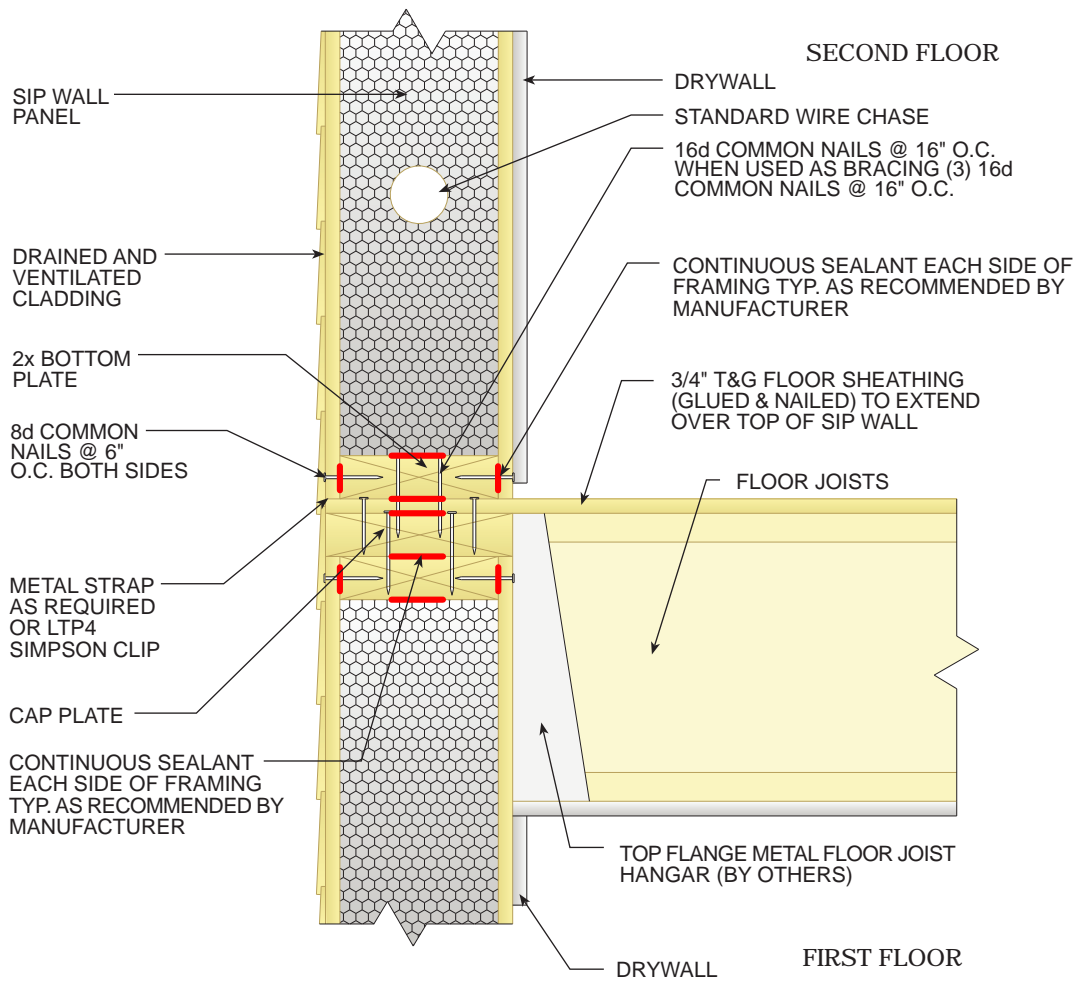 SECOND FLOOR
SIP WALL
PANEL
DRAINED AND
VENTILATED
CLADDING
2x BOTTOM
PLATE
8d COMMON
NAILS @ 6"
O.C. BOTH SIDES
METAL STRAP
AS REQUIRED
OR LTP4
SIMPSON CLIP
CAP PLATE
CONTINUOUS SEALANT
EACH SIDE OF FRAMING
TYP. AS RECOMMENDED BY
MANUFACTURER
DRYWALL
STANDARD WIRE CHASE
16d COMMON NAILS @ 16" O.C.
WHEN USED AS BRACING (3) 16d
COMMON NAILS @ 16" O.C.
CONTINUOUS SEALANT EACH SIDE OF
FRAMING TYP. AS RECOMMENDED BY
MANUFACTURER
3/4" T&G FLOOR SHEATHING
(GLUED & NAILED) TO EXTEND
OVER TOP OF SIP WALL
FLOOR JOISTS
TOP FLANGE METAL FLOOR JOIST
HANGAR (BY OTHERS)
DRYWALL
FIRST FLOOR